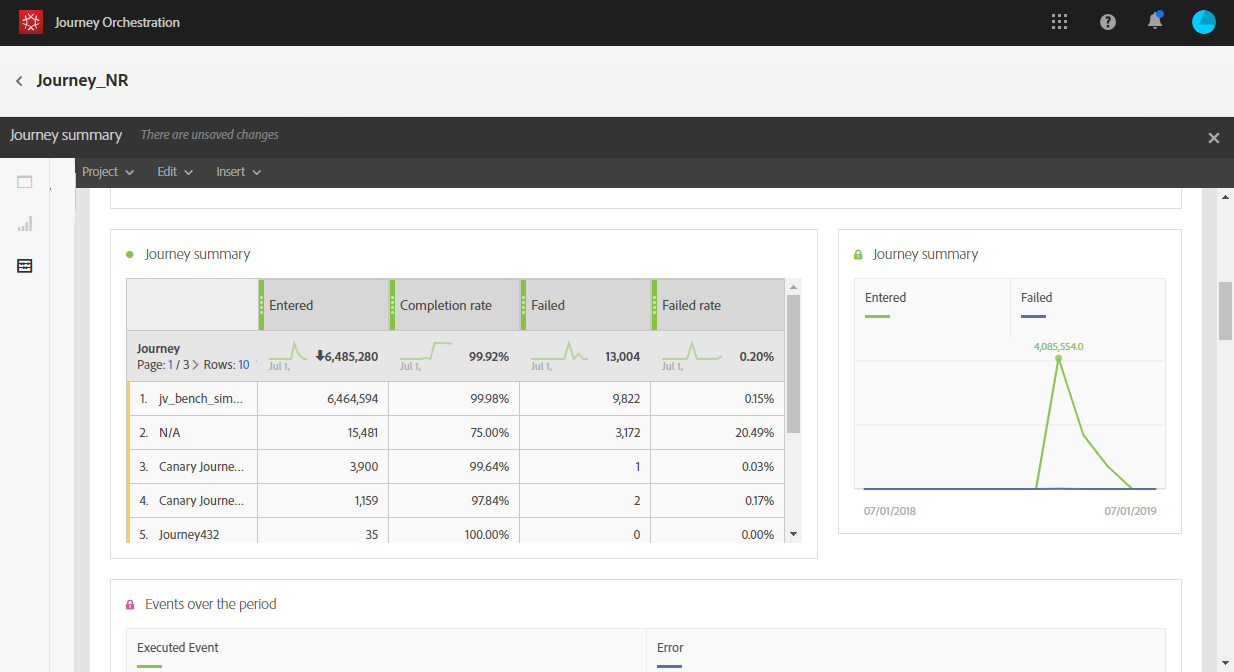 Journey Orchestration
Journey_NR
Journey summary There are unsaved changes
Project Edit Insert
Journey summary
Entered Completion rate Failed Failed rate
Journey
Page: 1 / 3 Rows: 10
Jul 1, 6,485,280 Jul 1, 99.92% Jul 1, 13,004 Jul 1, 0.20%
1. jv_bench_sim... 6,464,594 99.98% 9,822 0.15%
2. N/A 15,481 75.00% 3,172 20.49%
3. Canary Journe... 3,900 99.64% 1 0.03%
4. Canary Journe... 1,159 97.84% 2 0.17%
5. Journey432 35 100.00% 0 0.00%
Journey summary
Entered Failed
4,085,554.0
07/01/2018 07/01/2019
Events over the period
Executed Event Error